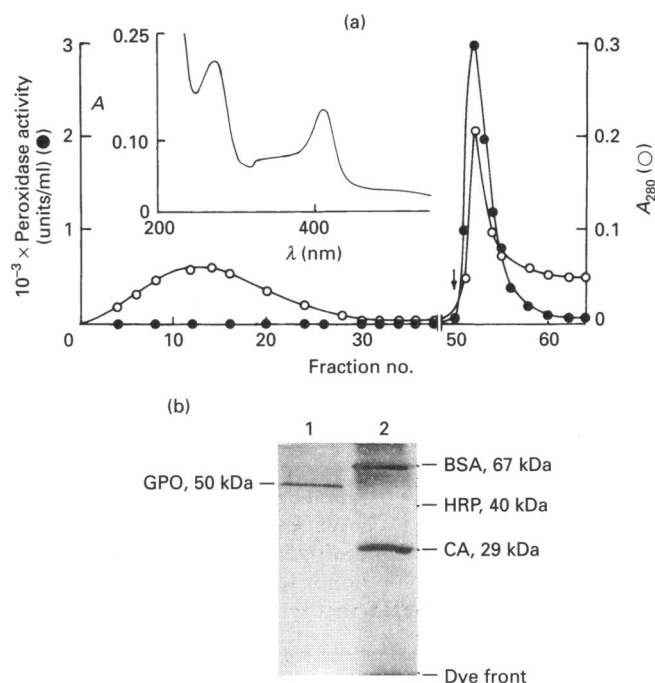 (a)
3
2
1
0
10⁻³ × Peroxidase activity
(units/ml) (●)
0.25
A
0.10
0
200
400
λ (nm)
0.3
0.2
0.1
0
A₂₈₀ (○)
0 10 20 30 50 60
Fraction no.
(b)
1 2
GPO, 50 kDa
BSA, 67 kDa
HRP, 40 kDa
CA, 29 kDa
Dye front